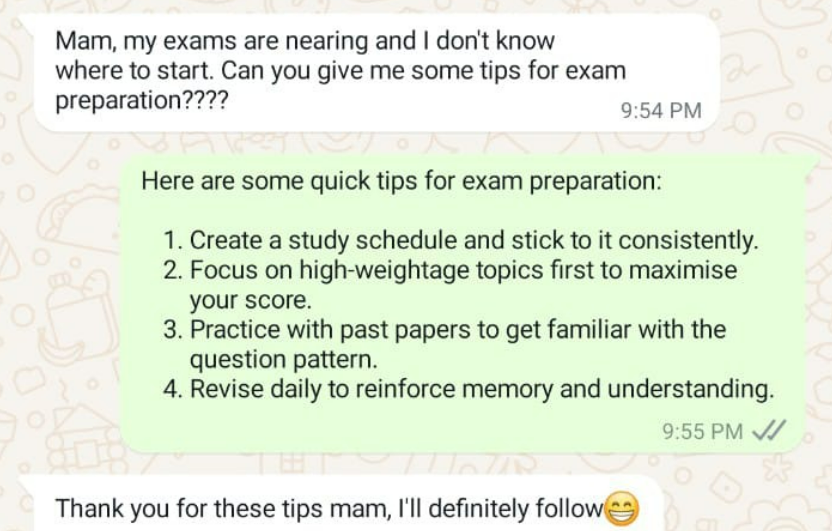 Mam, my exams are nearing and I don't know
where to start. Can you give me some tips for exam
preparation????
9:54 PM
Here are some quick tips for exam preparation:
1. Create a study schedule and stick to it consistently.
2. Focus on high-weightage topics first to maximise
your score.
3. Practice with past papers to get familiar with the
question pattern.
4. Revise daily to reinforce memory and understanding.
9:55 PM
Thank you for these tips mam, I'll definitely follow😁